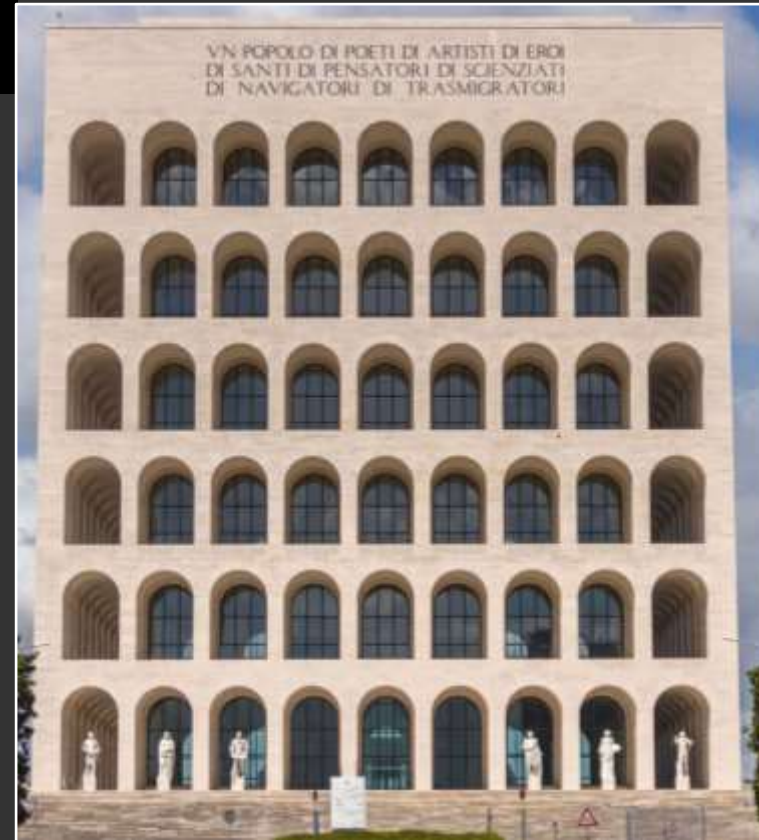 VN POPOLO DI POETI DI ARTISTI DI EROI
DI SANTI DI PENSATORI DI SCIENZIATI
DI NAVIGATORI DI TRASMIGRATORI